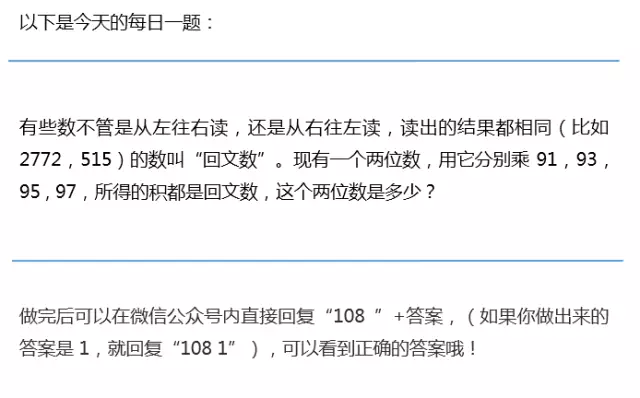 以下是今天的每日一题：
有些数不管是从左往右读，还是从右往左读，读出的结果都相同（比如
2772，515）的数叫“回文数”。现有一个两位数，用它分别乘 91，93，
95，97，所得的积都是回文数，这个两位数是多少？
做完后可以在微信公众号内直接回复“108 ”+答案，（如果你做出来的
答案是 1，就回复“108 1”），可以看到正确的答案哦！